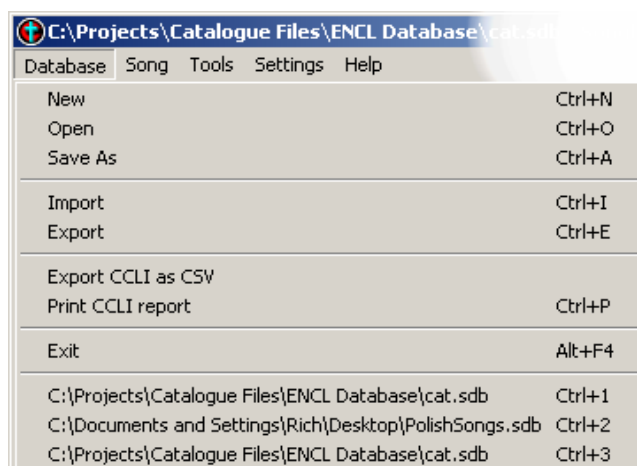 C:\Projects\Catalogue Files\ENCL Database\cat.sdb
Database Song Tools Settings Help
New Ctrl+N
Open Ctrl+O
Save As Ctrl+A
Import Ctrl+I
Export Ctrl+E
Export CCLI as CSV
Print CCLI report Ctrl+P
Exit Alt+F4
C:\Projects\Catalogue Files\ENCL Database\cat.sdb Ctrl+1
C:\Documents and Settings\Rich\Desktop\PolishSongs.sdb Ctrl+2
C:\Projects\Catalogue Files\ENCL Database\cat.sdb Ctrl+3